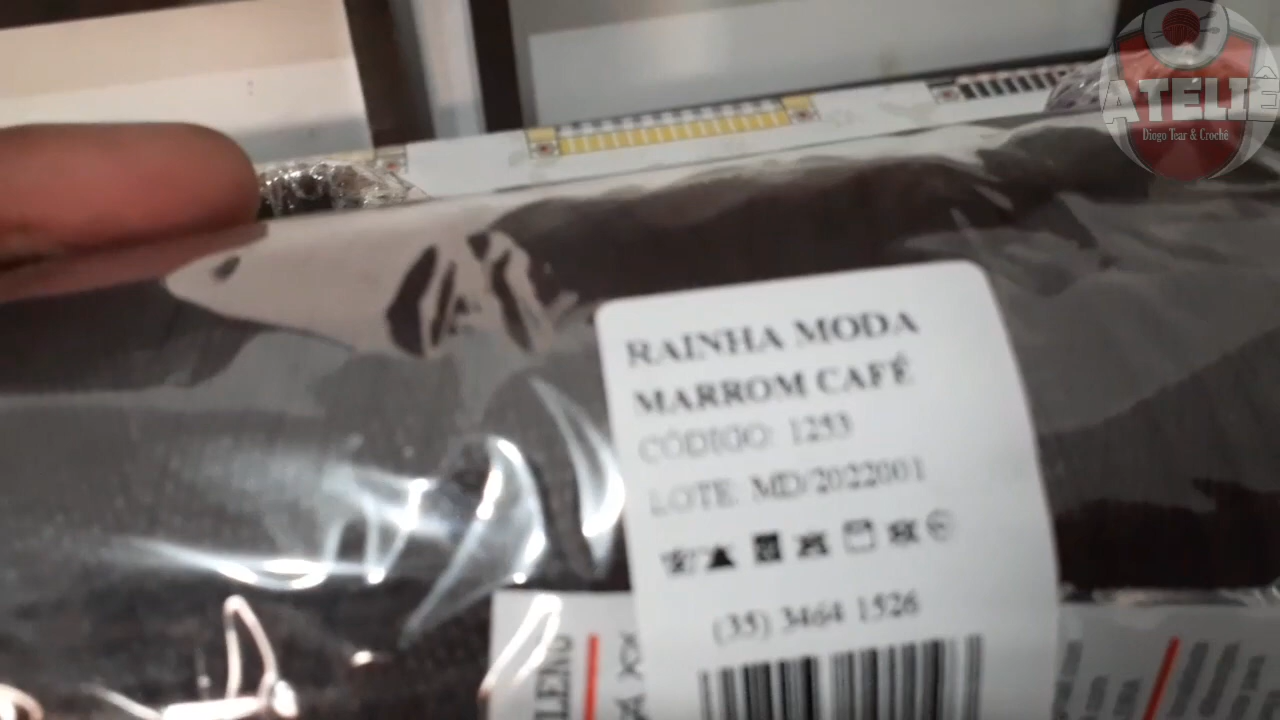 ATELIÊ
Diogo Tear & Crochê
RAINHA MODA
MARROM CAFÉ
CÓDIGO: 1253
LOTE: MD/2022001
(35) 3464 1526